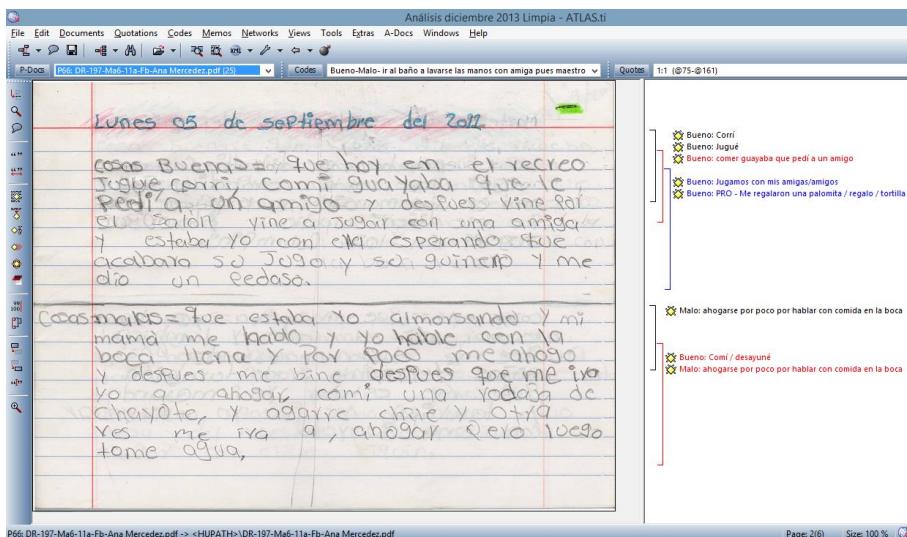 Análisis diciembre 2013 Limpia - ATLAS.ti
File Edit Documents Quotations Codes Memos Networks Views Tools Extras A-Docs Windows Help
P-Docs P66: DR-197-Ma6-11a-Fb-Ana Mercedez.pdf (25) Codes Bueno-Malo- ir al baño a lavarse las manos con amiga pues maestro Quotes 1:1 (@75-@161)
Lunes 05 de septiembre del 2011
cosas Buenas = que hoy en el recreo
Jugue corri, comi guayaba que le
Pedi a un amigo y despues vine por
el salón vine a jugar con una amiga
y estaba yo con ella esperando que
acabara su Jugo y su guineno y me
dio un pedaso.
cosas malas = que estaba yo almorsando y mi
mamá me hablo y yo hable con la
boca llena y Por Poco me ahogo
y despues me bine despues que me iva
yo a ahogar, comi una rodaja de
chayote, y agarre chile y otra
ves me iva a, ahogar Pero luego
tome agua,
Bueno: Corrí
Bueno: Jugué
Bueno: comer guayaba que pedí a un amigo
Bueno: Jugamos con mis amigas/amigos
Bueno: PRO - Me regalaron una palomita / regalo / tortilla
Malo: ahogarse por poco por hablar con comida en la boca
Bueno: Comí / desayuné
Malo: ahogarse por poco por hablar con comida en la boca
P66: DR-197-Ma6-11a-Fb-Ana Mercedez.pdf -> <HUPATH>\DR-197-Ma6-11a-Fb-Ana Mercedez.pdf Page: 2(6) Size: 100 %